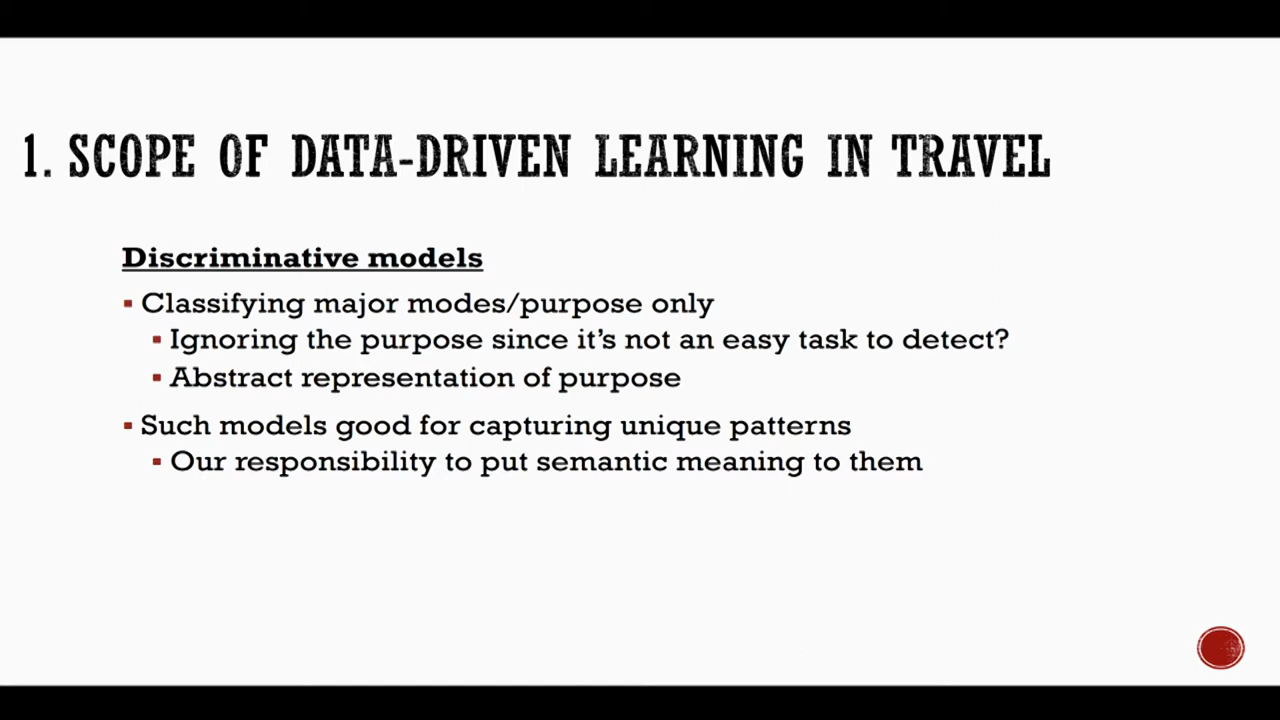 1. SCOPE OF DATA-DRIVEN LEARNING IN TRAVEL
Discriminative models
▪ Classifying major modes/purpose only
▪ Ignoring the purpose since it’s not an easy task to detect?
▪ Abstract representation of purpose
▪ Such models good for capturing unique patterns
▪ Our responsibility to put semantic meaning to them